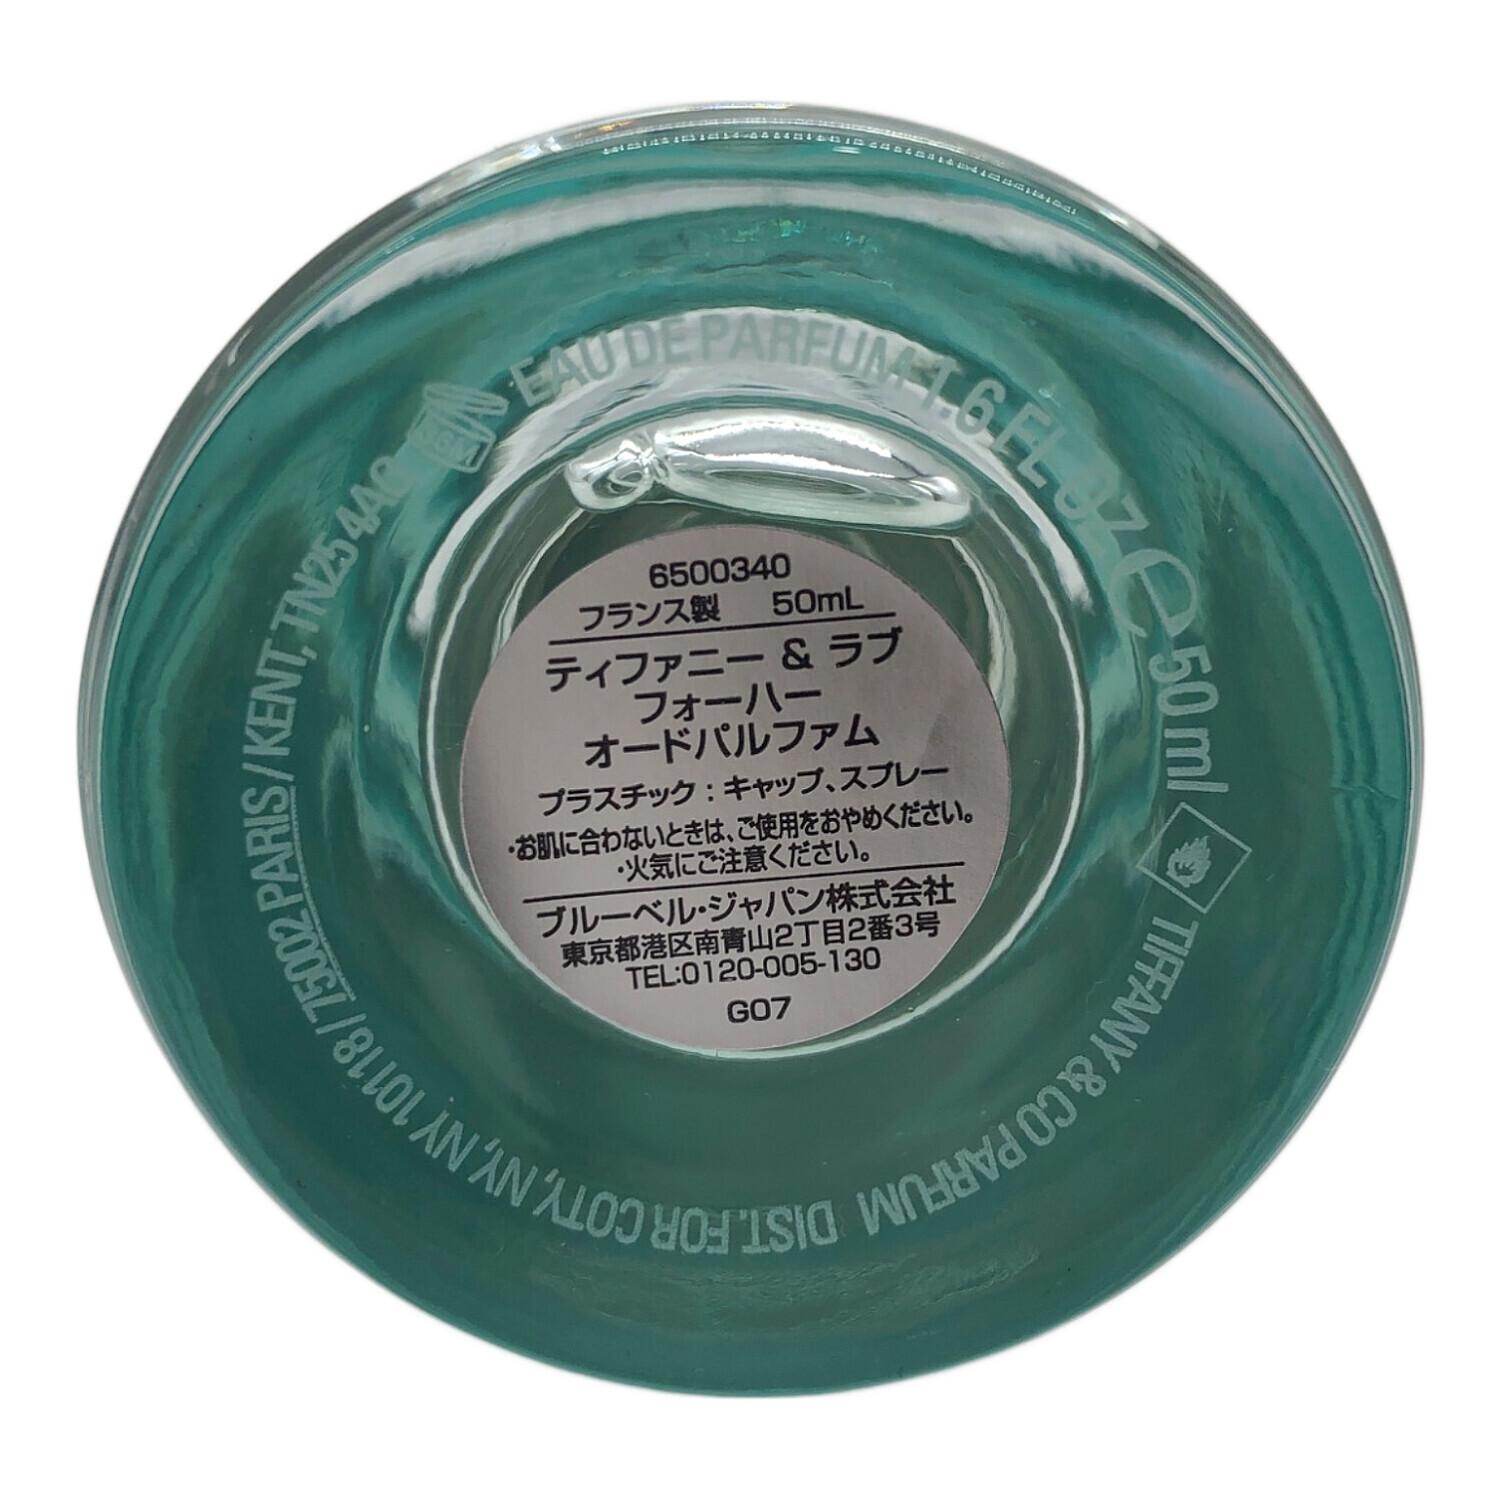 EAU DE PARFUM 1.6 FL OZ e 50 ml
TIFFANY & CO PARFUM DIST. FOR COTY, NY, NY 10118 / 75002 PARIS / KENT, TN25 4AQ
6500340
フランス製 50mL
ティファニー & ラブ
フォーハー
オードパルファム
プラスチック：キャップ、スプレー
・お肌に合わないときは、ご使用をおやめください。
・火気にご注意ください。
ブルーベル・ジャパン株式会社
東京都港区南青山2丁目2番3号
TEL:0120-005-130
G07